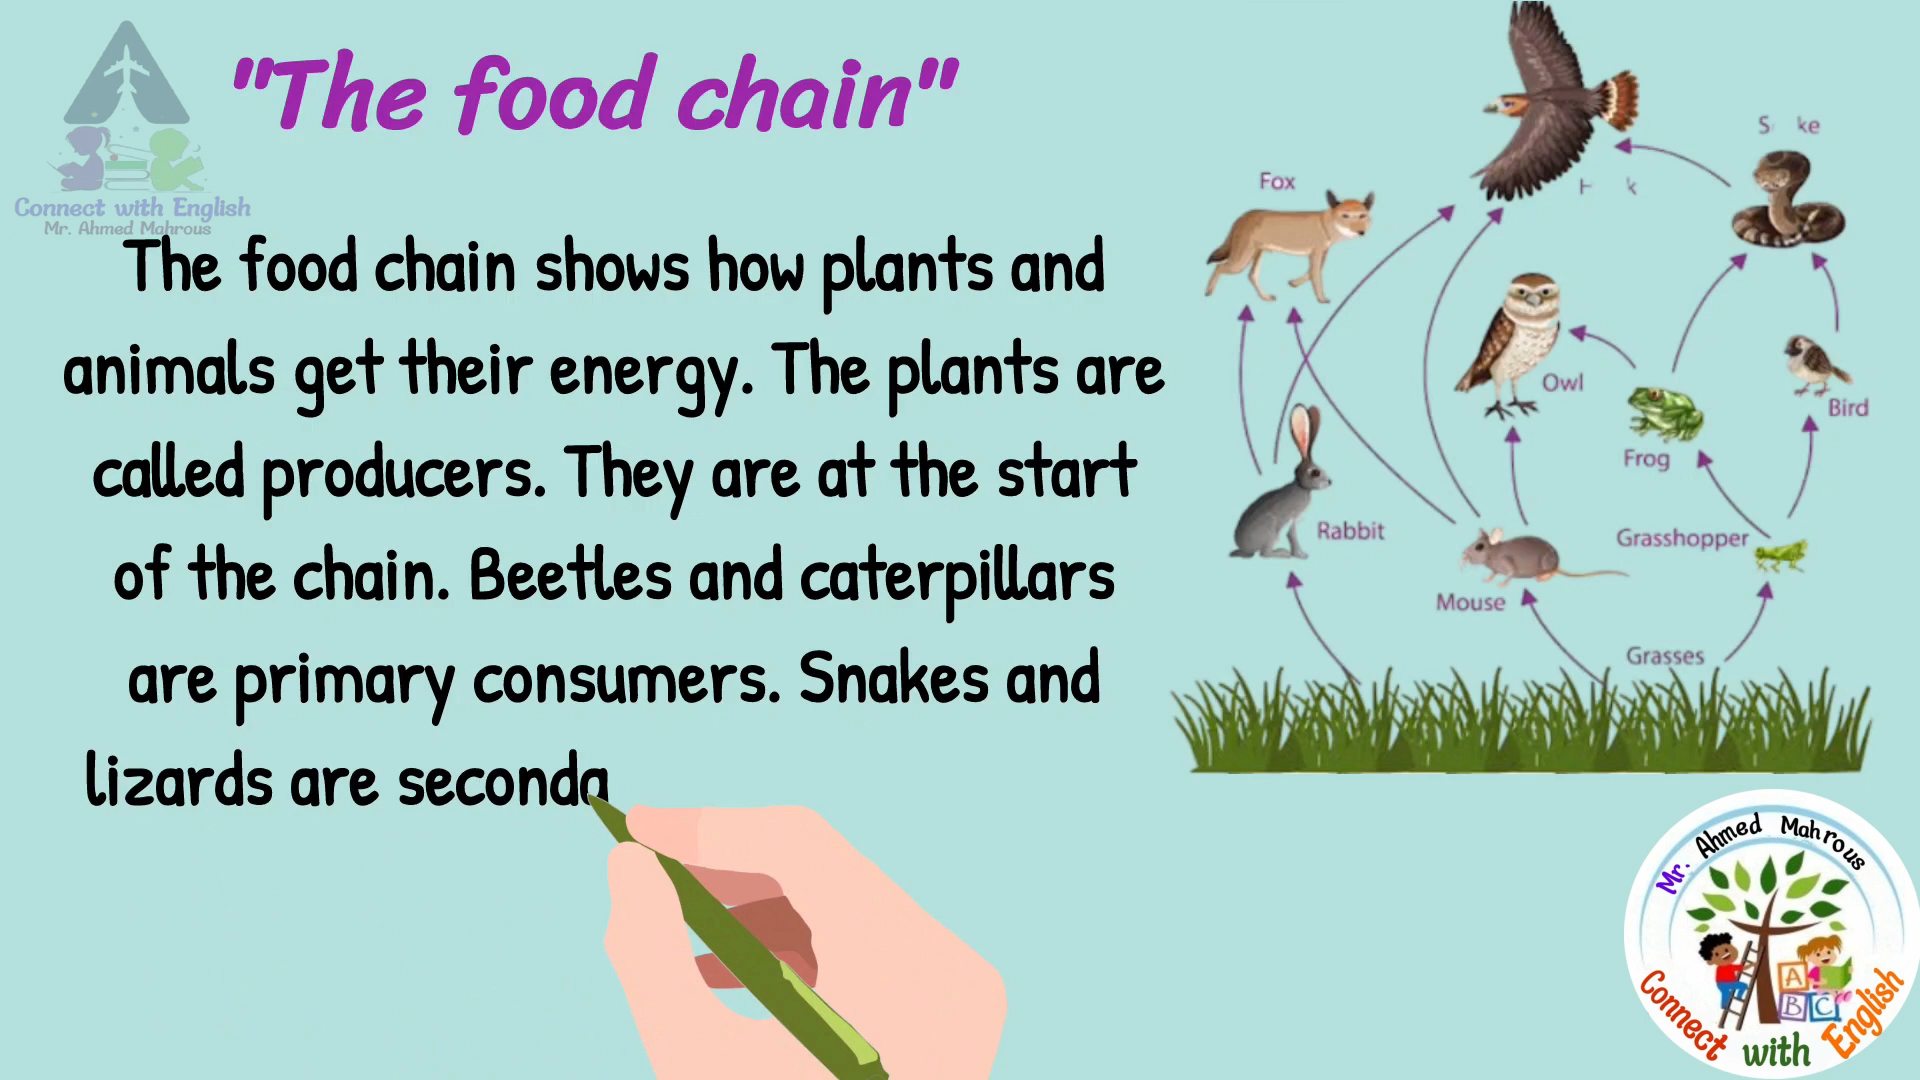 "The food chain"
Connect with English
Mr. Ahmed Mahrous
The food chain shows how plants and
animals get their energy. The plants are
called producers. They are at the start
of the chain. Beetles and caterpillars
are primary consumers. Snakes and
lizards are seconda
Fox
Owl
Bird
Frog
Rabbit
Grasshopper
Mouse
Grasses
Mr. Ahmed Mahrous
A
B C
Connect with English